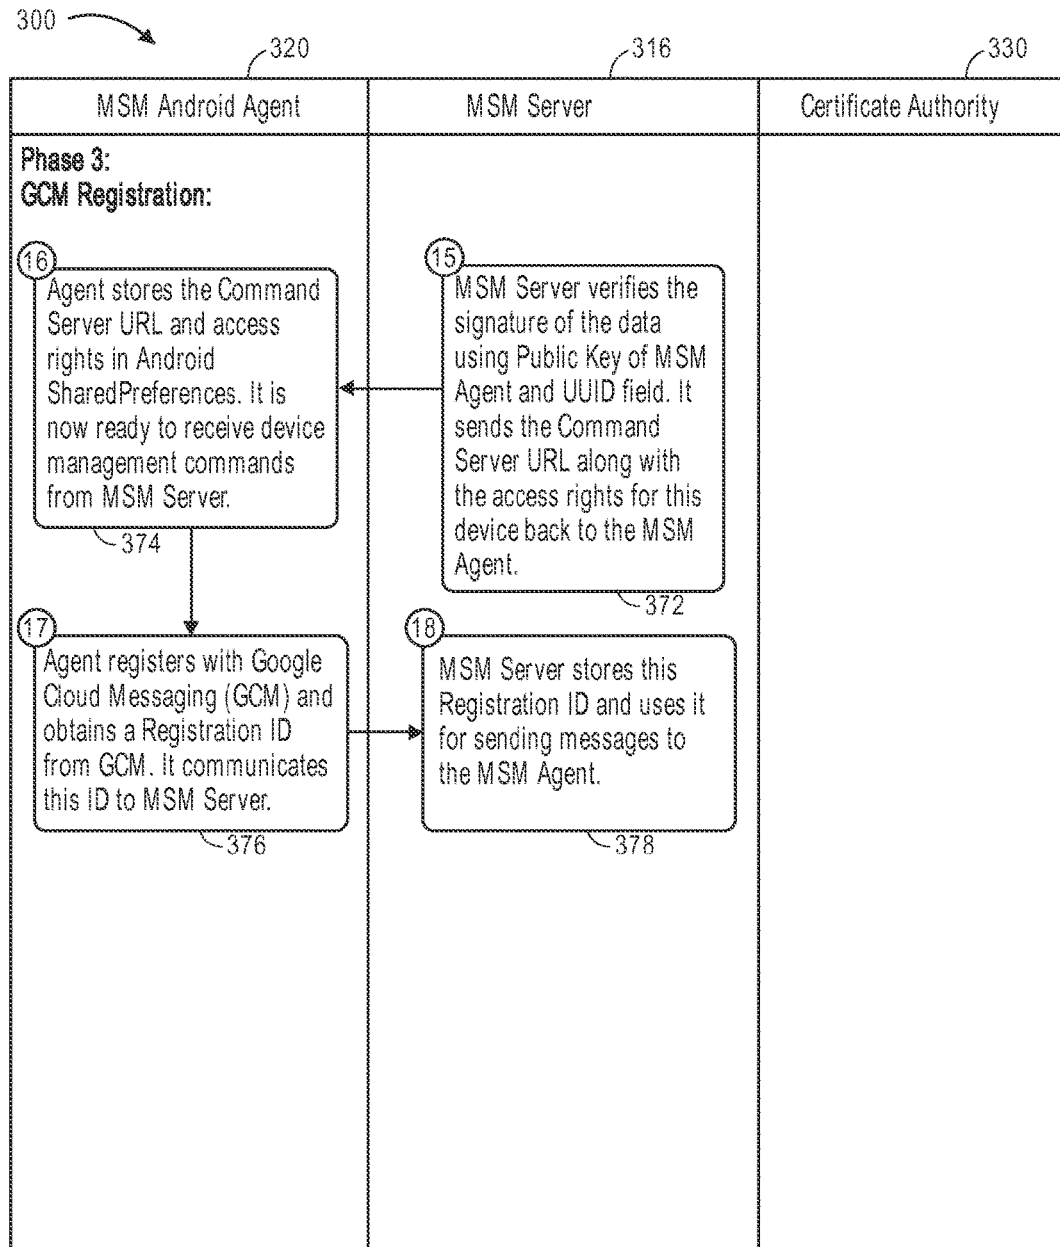 300
320
316
330
MSM Android Agent
MSM Server
Certificate Authority
Phase 3:
GCM Registration:
16
Agent stores the Command
Server URL and access
rights in Android
SharedPreferences. It is
now ready to receive device
management commands
from MSM Server.
374
15
MSM Server verifies the
signature of the data
using Public Key of MSM
Agent and UUID field. It
sends the Command
Server URL along with
the access rights for this
device back to the MSM
Agent.
372
17
Agent registers with Google
Cloud Messaging (GCM) and
obtains a Registration ID
from GCM. It communicates
this ID to MSM Server.
376
18
MSM Server stores this
Registration ID and uses it
for sending messages to
the MSM Agent.
378